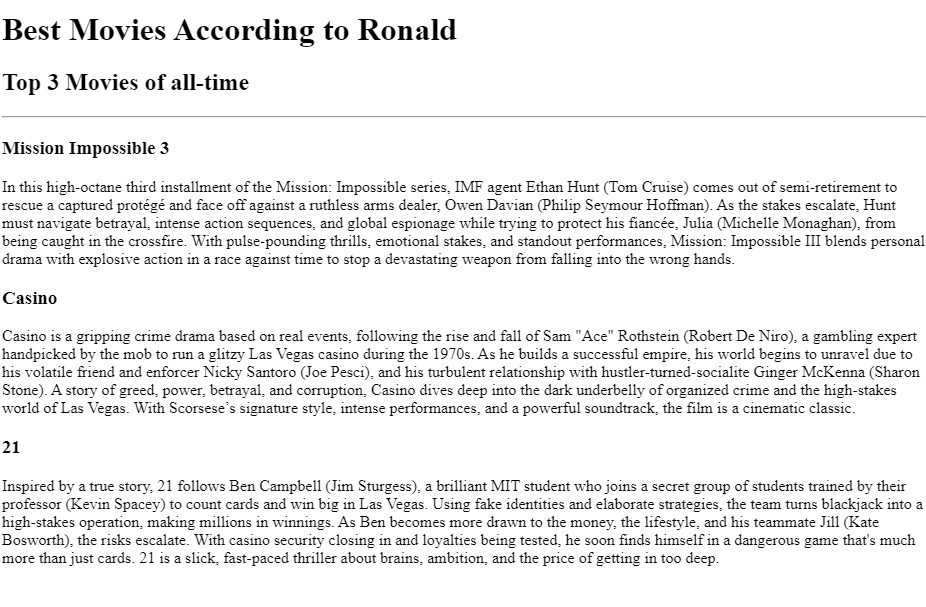 Best Movies According to Ronald
Top 3 Movies of all-time
Mission Impossible 3
In this high-octane third installment of the Mission: Impossible series, IMF agent Ethan Hunt (Tom Cruise) comes out of semi-retirement to
rescue a captured protégé and face off against a ruthless arms dealer, Owen Davian (Philip Seymour Hoffman). As the stakes escalate, Hunt
must navigate betrayal, intense action sequences, and global espionage while trying to protect his fiancée, Julia (Michelle Monaghan), from
being caught in the crossfire. With pulse-pounding thrills, emotional stakes, and standout performances, Mission: Impossible III blends personal
drama with explosive action in a race against time to stop a devastating weapon from falling into the wrong hands.
Casino
Casino is a gripping crime drama based on real events, following the rise and fall of Sam "Ace" Rothstein (Robert De Niro), a gambling expert
handpicked by the mob to run a glitzy Las Vegas casino during the 1970s. As he builds a successful empire, his world begins to unravel due to
his volatile friend and enforcer Nicky Santoro (Joe Pesci), and his turbulent relationship with hustler-turned-socialite Ginger McKenna (Sharon
Stone). A story of greed, power, betrayal, and corruption, Casino dives deep into the dark underbelly of organized crime and the high-stakes
world of Las Vegas. With Scorsese’s signature style, intense performances, and a powerful soundtrack, the film is a cinematic classic.
21
Inspired by a true story, 21 follows Ben Campbell (Jim Sturgess), a brilliant MIT student who joins a secret group of students trained by their
professor (Kevin Spacey) to count cards and win big in Las Vegas. Using fake identities and elaborate strategies, the team turns blackjack into a
high-stakes operation, making millions in winnings. As Ben becomes more drawn to the money, the lifestyle, and his teammate Jill (Kate
Bosworth), the risks escalate. With casino security closing in and loyalties being tested, he soon finds himself in a dangerous game that's much
more than just cards. 21 is a slick, fast-paced thriller about brains, ambition, and the price of getting in too deep.